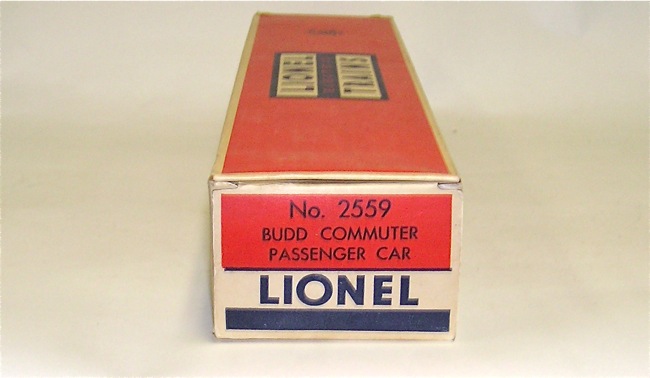 LIONEL
TRAINS
No. 2559
BUDD COMMUTER
PASSENGER CAR
LIONEL